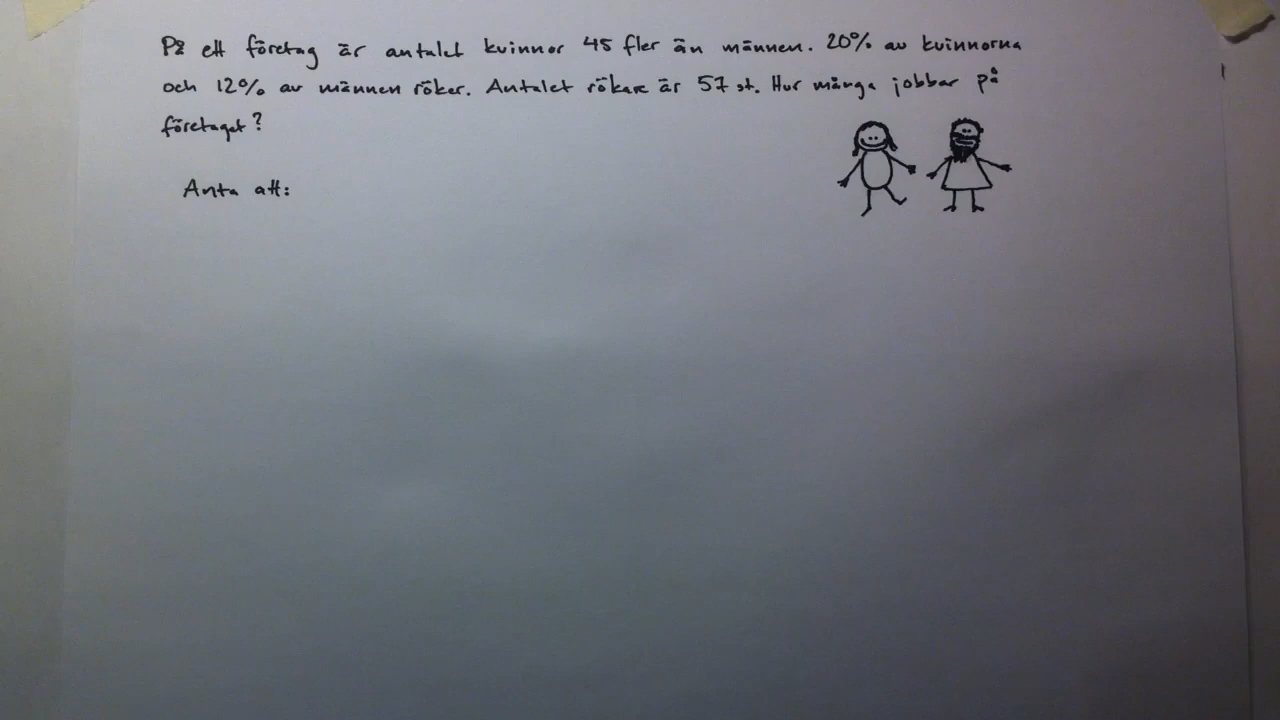 På ett företag är antalet kvinnor 45 fler än männen. 20% av kvinnorna
och 12% av männen röker. Antalet rökare är 57 st. Hur många jobbar på
företaget?
Anta att: